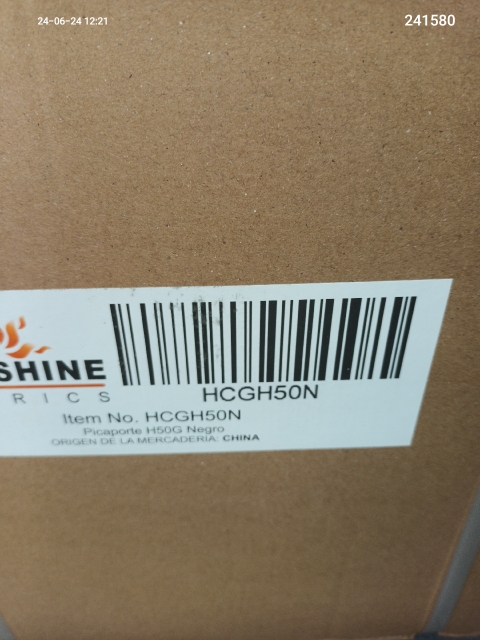 24-06-24 12:21
241580
SHINE
RICS
HCGH50N
Item No. HCGH50N
Picaporte H50G Negro
ORIGEN DE LA MERCADERIA: CHINA